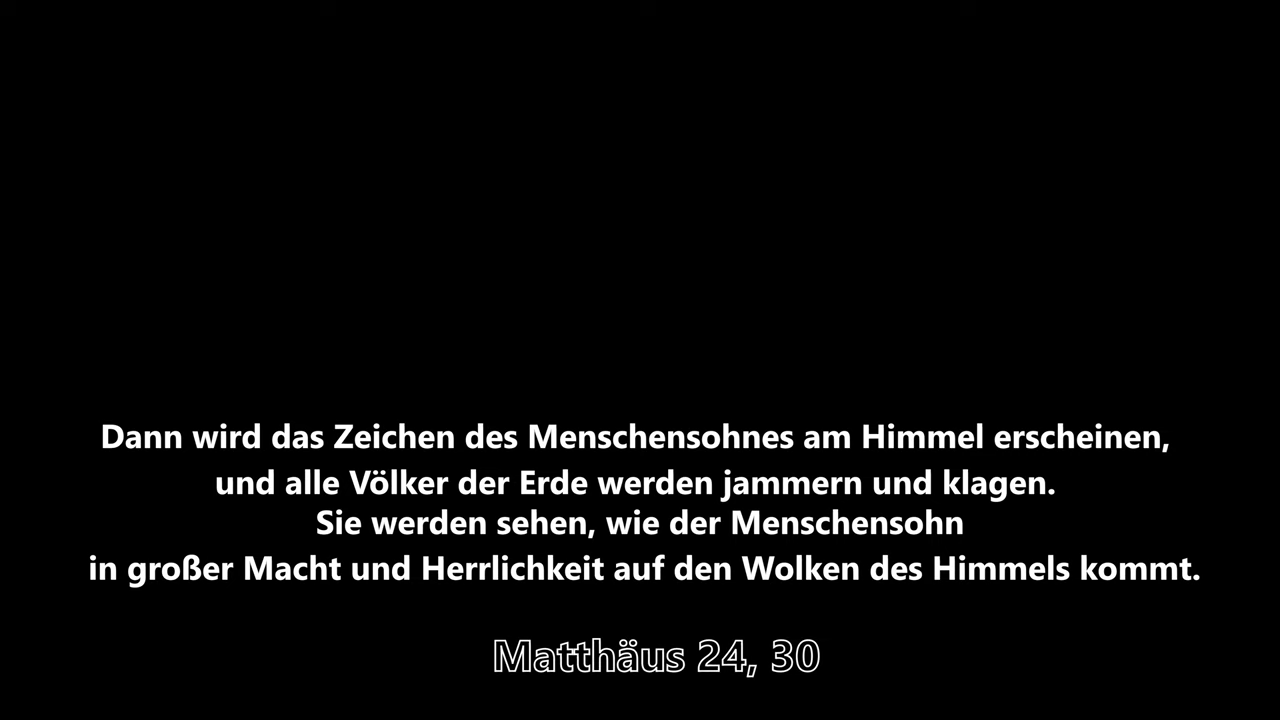 Dann wird das Zeichen des Menschensohnes am Himmel erscheinen,
und alle Völker der Erde werden jammern und klagen.
Sie werden sehen, wie der Menschensohn
in großer Macht und Herrlichkeit auf den Wolken des Himmels kommt.
Matthäus 24, 30